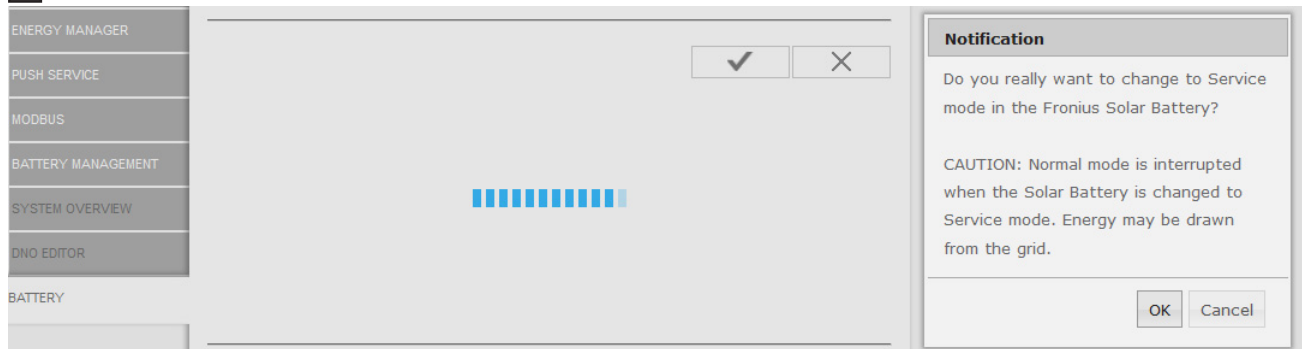 ENERGY MANAGER
PUSH SERVICE
MODBUS
BATTERY MANAGEMENT
SYSTEM OVERVIEW
DNO EDITOR
BATTERY
Notification
Do you really want to change to Service
mode in the Fronius Solar Battery?
CAUTION: Normal mode is interrupted
when the Solar Battery is changed to
Service mode. Energy may be drawn
from the grid.
OK Cancel